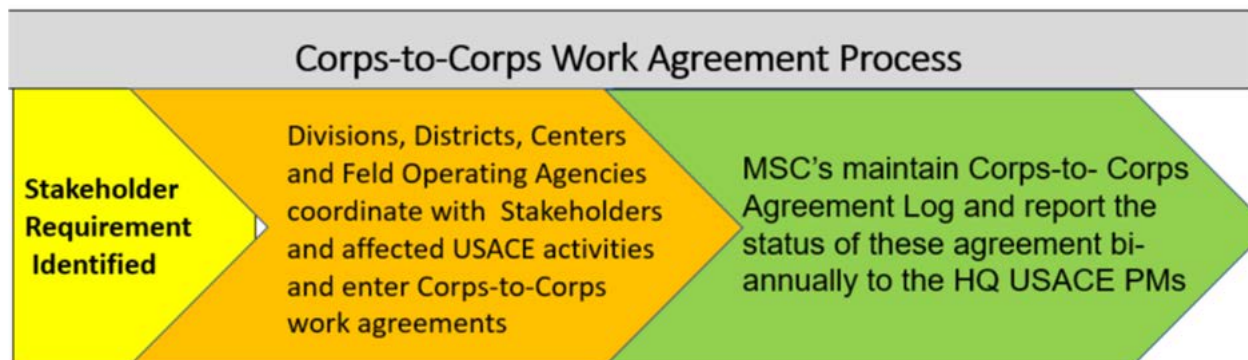 Corps-to-Corps Work Agreement Process
Stakeholder
Requirement
Identified
Divisions, Districts, Centers
and Feld Operating Agencies
coordinate with Stakeholders
and affected USACE activities
and enter Corps-to-Corps
work agreements
MSC’s maintain Corps-to- Corps
Agreement Log and report the
status of these agreement bi-
annually to the HQ USACE PMs